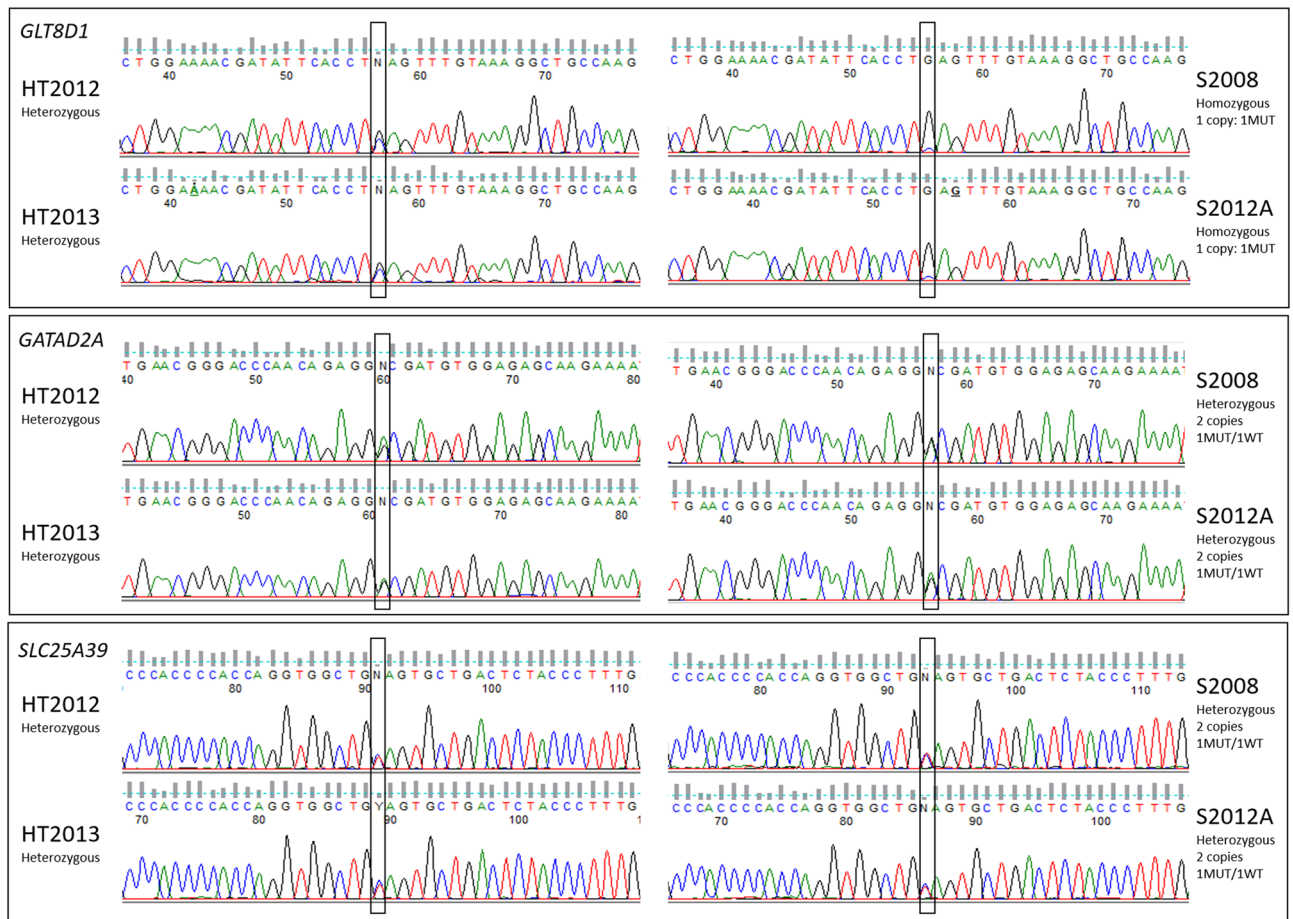 GLT8D1
CTGGAAAACGATATTCACCTNAGTTTGTAAAGGCTGCCAAG
40 50 60 70
HT2012
Heterozygous
CTGGAAAACGATATTCACCTNAGTTTGTAAAGGCTGCCAAG
40 50 60 70
HT2013
Heterozygous
CTGGAAAACGATATTCACCTGAGTTTGTAAAGGCTGCCAAG
40 50 60 70
S2008
Homozygous
1 copy: 1MUT
CTGGAAAACGATATTCACCTGAGTTTGTAAAGGCTGCCAAG
40 50 60 70
S2012A
Homozygous
1 copy: 1MUT
GATAD2A
TGAACGGGACCCAACAGAGGNCGATGTGGAGAGCAAGAAAA
40 50 60 70 80
HT2012
Heterozygous
TGAACGGGACCCAACAGAGGNCGATGTGGAGAGCAAGAAAA
50 60 70 80
HT2013
Heterozygous
TGAACGGGACCCAACAGAGGNCGATGTGGAGAGCAAGAAAAT
40 50 60 70
S2008
Heterozygous
2 copies
1MUT/1WT
TGAACGGGACCCAACAGAGGNCGATGTGGAGAGCAAGAAAA
40 50 60 70
S2012A
Heterozygous
2 copies
1MUT/1WT
SLC25A39
CCCACCCCACCAGGTGGCTGNAGTGCTGACTCTACCCTTTG
80 90 100 110
HT2012
Heterozygous
CCCACCCCACCAGGTGGCTGYAGTGCTGACTCTACCCTTTG
70 80 90 100 1
HT2013
Heterozygous
CCCACCCCACCAGGTGGCTGNAGTGCTGACTCTACCCTTTG
80 90 100 110
S2008
Heterozygous
2 copies
1MUT/1WT
CCCACCCCACCAGGTGGCTGNAGTGCTGACTCTACCCTTTG
70 80 90 100
S2012A
Heterozygous
2 copies
1MUT/1WT